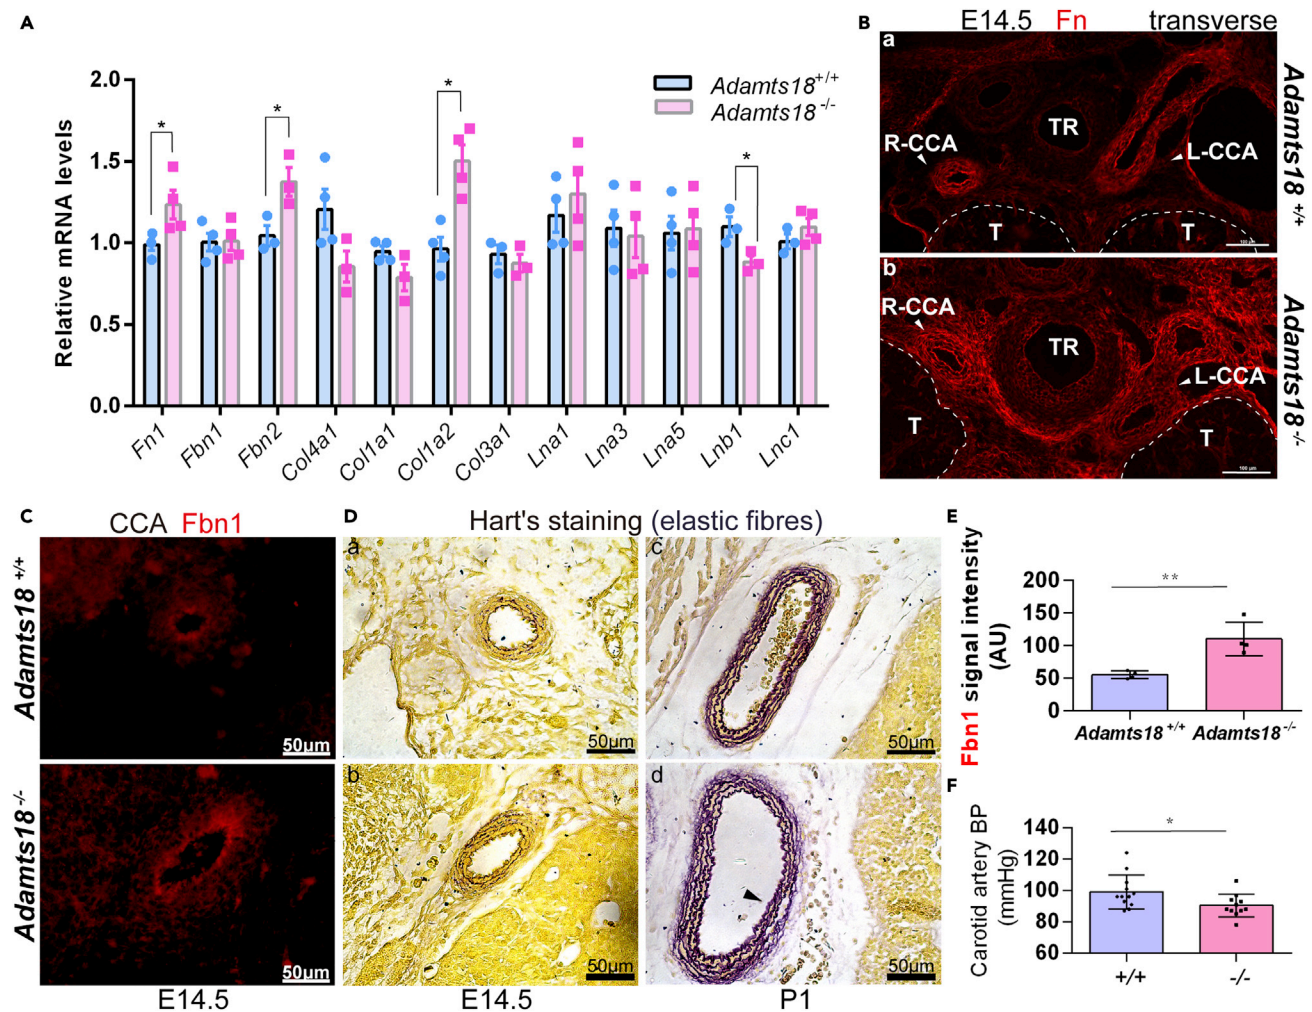 A
Relative mRNA levels
2.0
1.5
1.0
0.5
0.0
*
*
*
*
Adamts18+/+
Adamts18-/-
Fn1
Fbn1
Fbn2
Col4a1
Col1a1
Col1a2
Col3a1
Lna1
Lna3
Lna5
Lnb1
Lnc1
B
E14.5 Fn transverse
a
R-CCA
TR
L-CCA
T
T
100 μm
Adamts18 +/+
b
R-CCA
TR
L-CCA
T
T
100 μm
Adamts18-/-
C
CCA Fbn1
Adamts18 +/+
50μm
Adamts18-/-
50μm
E14.5
D
Hart's staining (elastic fibres)
a
50μm
c
50μm
b
50μm
d
50μm
E14.5
P1
E
Fbn1 signal intensity
(AU)
200
150
100
50
0
**
Adamts18+/+
Adamts18-/-
F
Carotid artery BP
(mmHg)
140
120
100
80
60
*
+/+
-/-